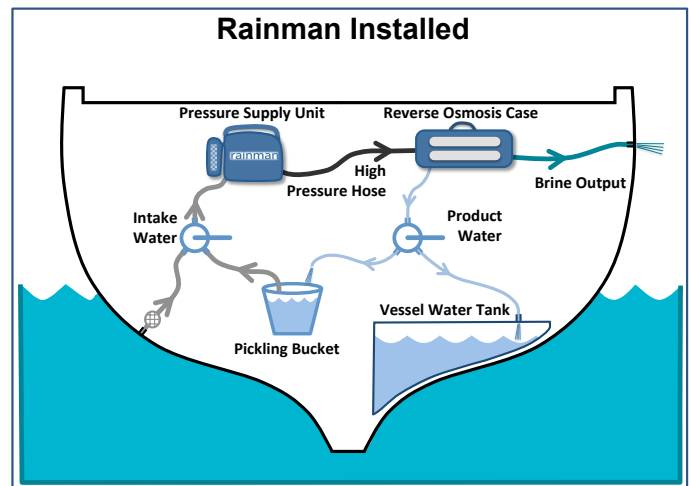 Rainman Installed
Pressure Supply Unit
Reverse Osmosis Case
rainman
High
Pressure Hose
Brine Output
Intake
Water
Product
Water
Vessel Water Tank
Pickling Bucket